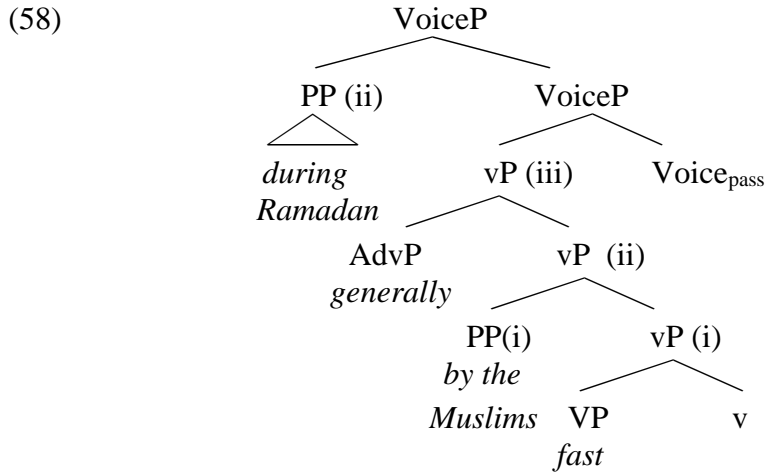 (58) VoiceP
PP (ii) VoiceP
during vP (iii) Voicepass
Ramadan
AdvP vP (ii)
generally
PP(i) vP (i)
by the
Muslims VP v
fast